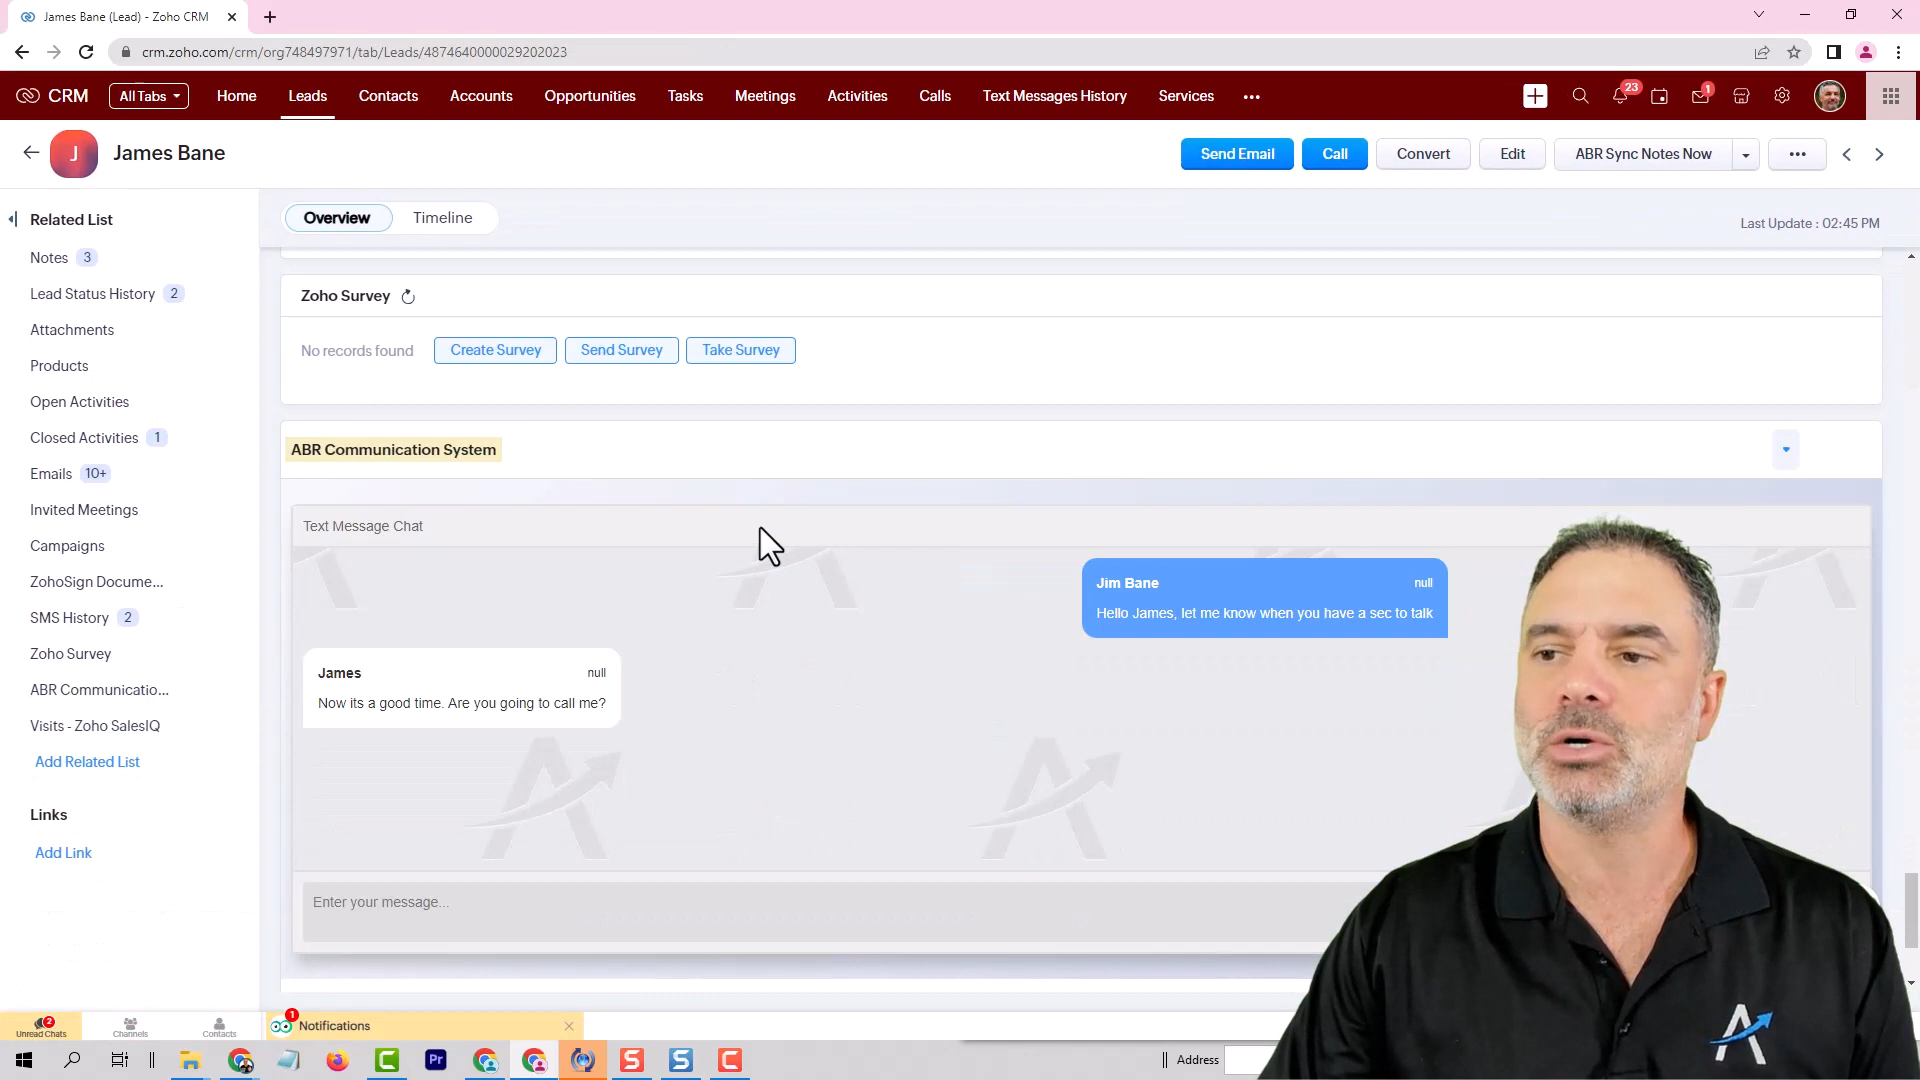 James Bane (Lead) - Zoho CRM
crm.zoho.com/crm/org748497971/tab/Leads/4874640000029202023
CRM All Tabs Home Leads Contacts Accounts Opportunities Tasks Meetings Activities Calls Text Messages History Services 23 1
J James Bane Send Email Call Convert Edit ABR Sync Notes Now
Related List
Overview Timeline
Last Update : 02:45 PM
Notes 3
Lead Status History 2
Attachments
Products
Open Activities
Closed Activities 1
Emails 10+
Invited Meetings
Campaigns
ZohoSign Docume...
SMS History 2
Zoho Survey
ABR Communicatio...
Visits - Zoho SalesIQ
Add Related List
Links
Add Link
Zoho Survey
No records found Create Survey Send Survey Take Survey
ABR Communication System
Text Message Chat
Jim Bane null
Hello James, let me know when you have a sec to talk
James null
Now its a good time. Are you going to call me?
Enter your message...
2
Unread Chats Channels Contacts
1 Notifications
Pr S S C Address